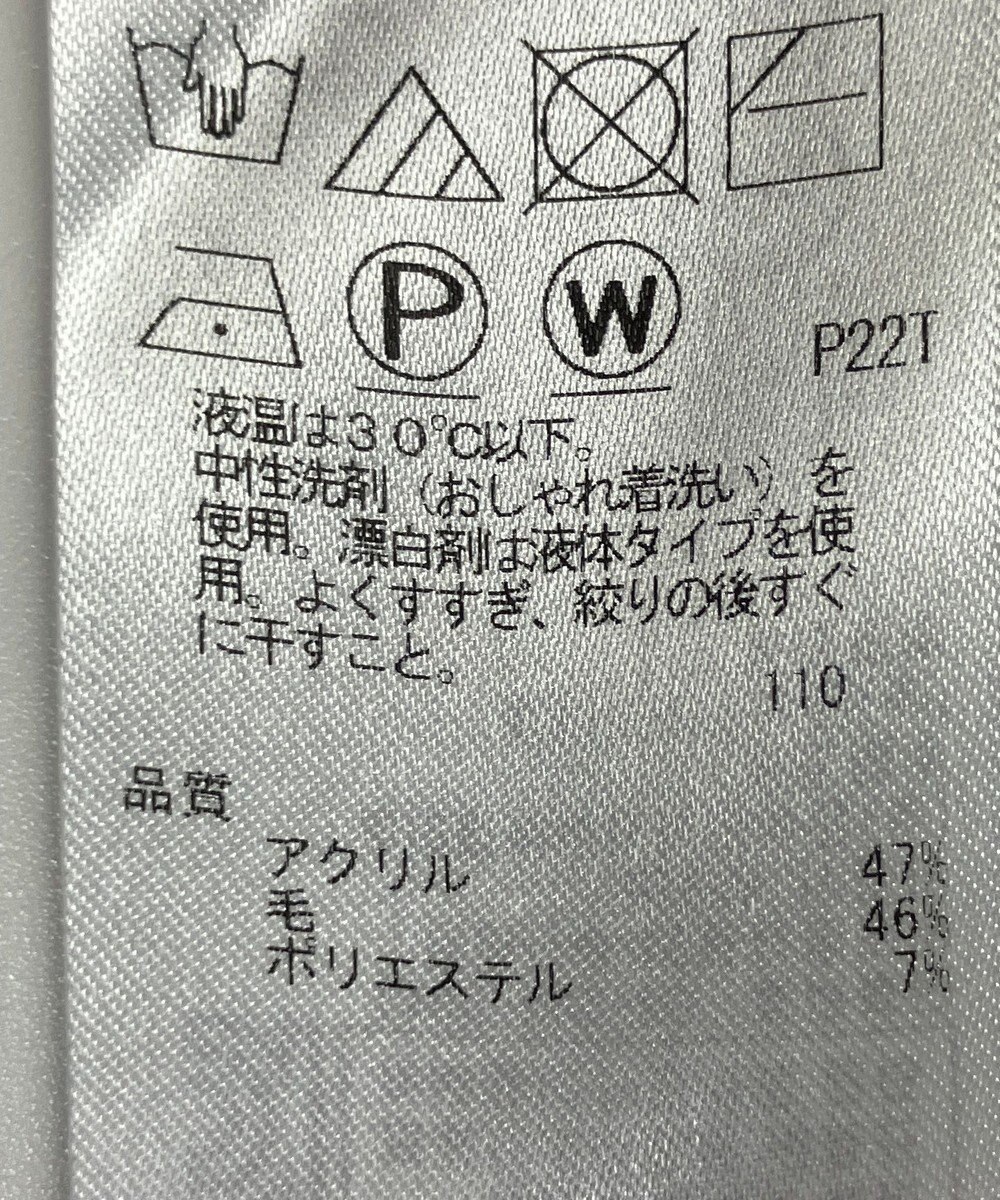 P W P22T
液温は30℃以下。
中性洗剤（おしゃれ着洗い）を
使用。漂白剤は液体タイプを使
用。よくすすぎ、絞りの後すぐ
に干すこと。
110
品質
アクリル 47%
毛 46%
ポリエステル 7%